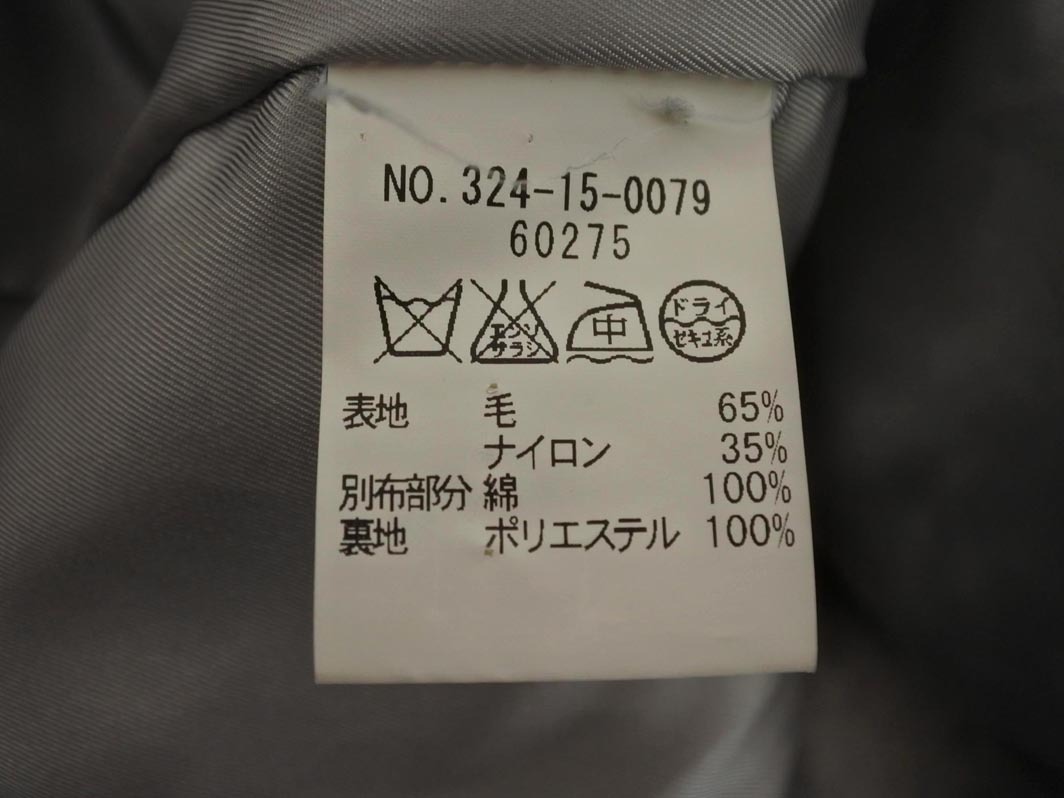 NO. 324-15-0079
60275
エンソ
サラシ
中
ドライ
セキユ系
表地 毛 65%
ナイロン 35%
別布部分 綿 100%
裏地 ポリエステル 100%